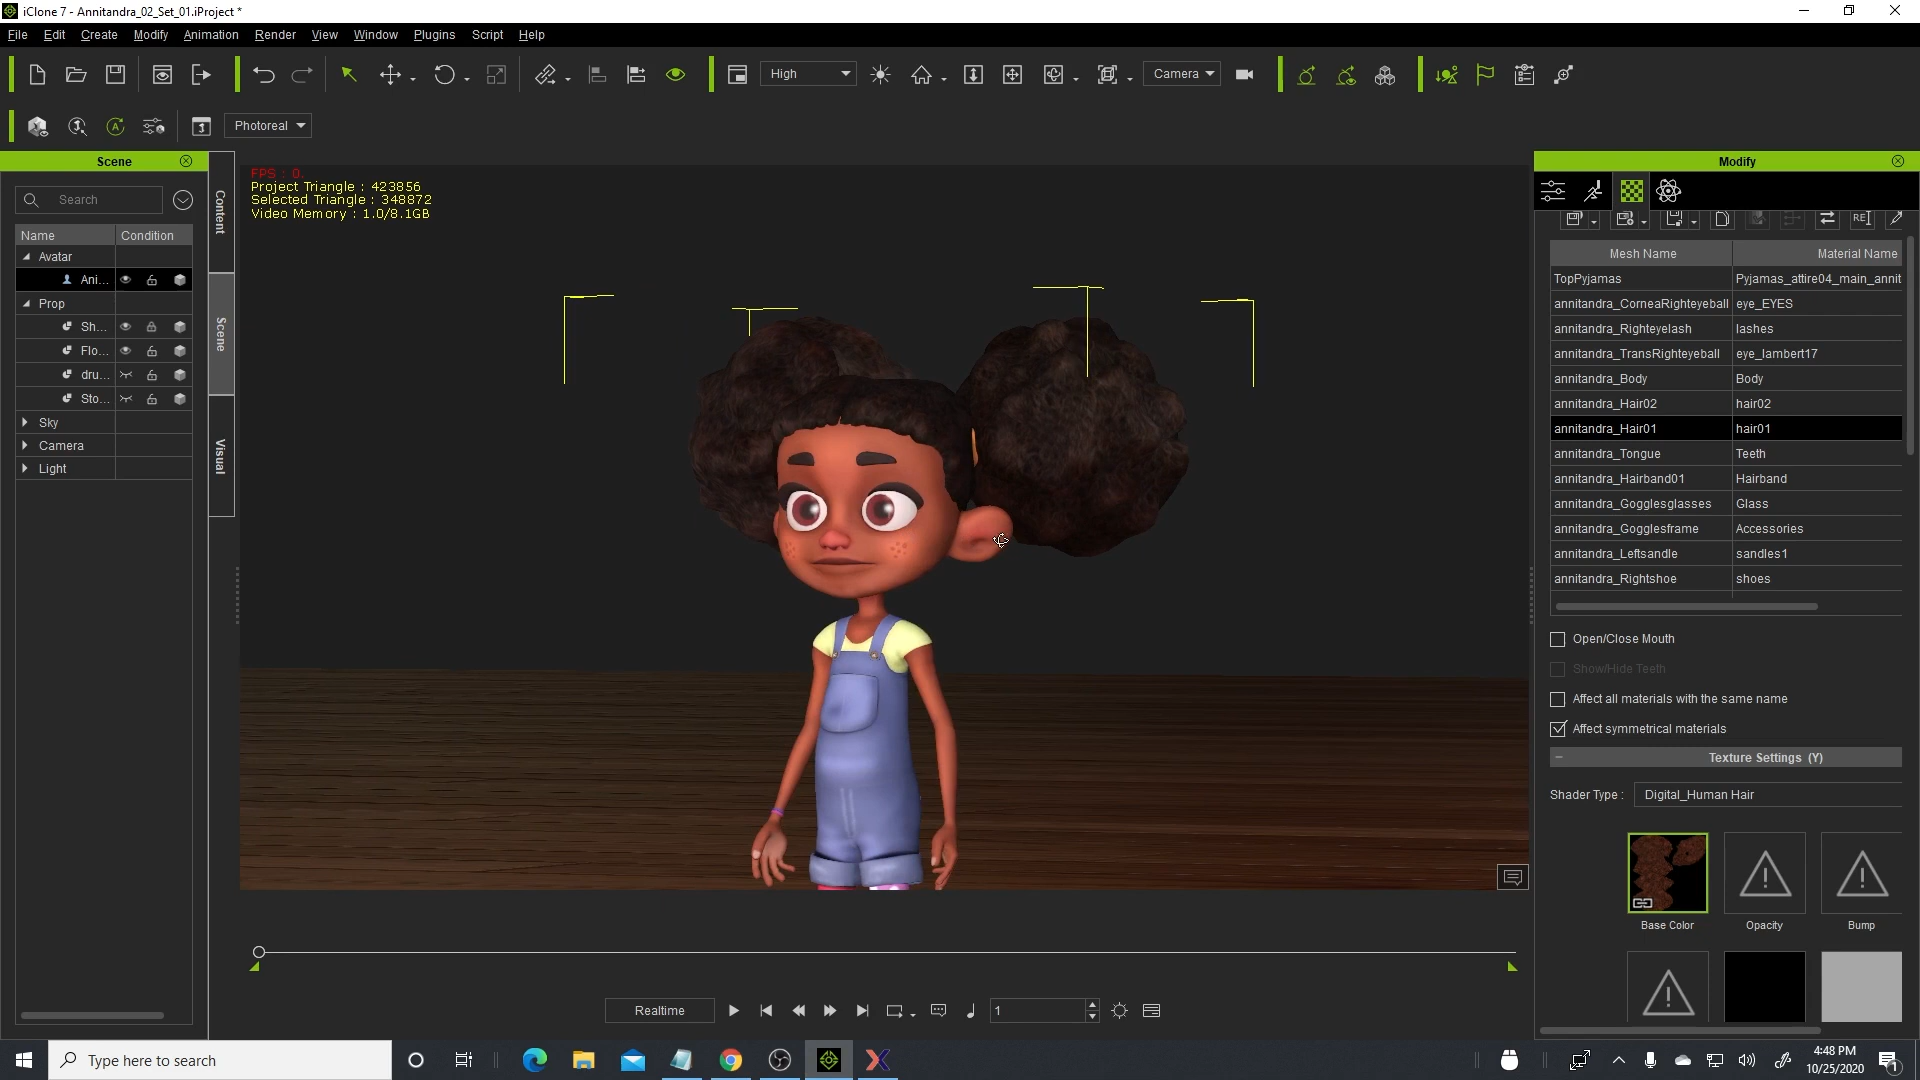 iClone 7 - Annitandra_02_Set_01.iProject *
File Edit Create Modify Animation Render View Window Plugins Script Help
High
Camera
Photoreal
Scene
Search
Name Condition
Avatar
Ani...
Prop
Sh...
Flo...
dru...
Sto...
Sky
Camera
Light
Content
Scene
Visual
FPS : 0.
Project Triangle : 423856
Selected Triangle : 348872
Video Memory : 1.0/8.1GB
Realtime
1
Modify
Mesh Name Material Name
TopPyjamas Pyjamas_attire04_main_annit
annitandra_CorneaRighteyeball eye_EYES
annitandra_Righteyelash lashes
annitandra_TransRighteyeball eye_lambert17
annitandra_Body Body
annitandra_Hair02 hair02
annitandra_Hair01 hair01
annitandra_Tongue Teeth
annitandra_Hairband01 Hairband
annitandra_Gogglesglasses Glass
annitandra_Gogglesframe Accessories
annitandra_Leftsandle sandles1
annitandra_Rightshoe shoes
Open/Close Mouth
Show/Hide Teeth
Affect all materials with the same name
Affect symmetrical materials
Texture Settings (Y)
Shader Type : Digital_Human Hair
Base Color Opacity Bump
Type here to search
4:48 PM
10/25/2020
1